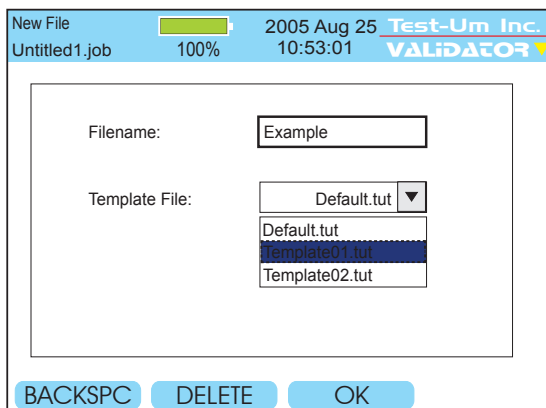 New File 2005 Aug 25 Test-Um Inc.
Untitled1.job 100% 10:53:01 VALiDATOR
Filename: Example
Template File: Default.tut
Default.tut
Template01.tut
Template02.tut
BACKSPC DELETE OK